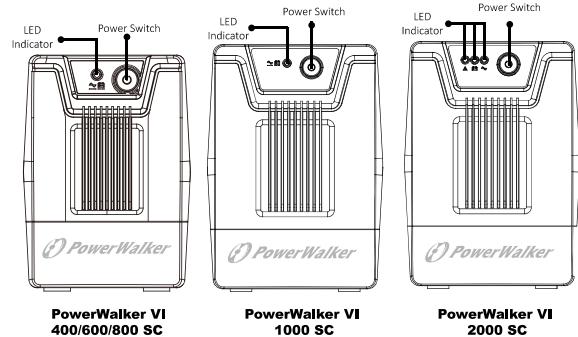 LED
Indicator
Power Switch
PowerWalker
PowerWalker VI
400/600/800 SC
LED
Indicator
Power Switch
PowerWalker
PowerWalker VI
1000 SC
LED
Indicator
Power Switch
PowerWalker
PowerWalker VI
2000 SC